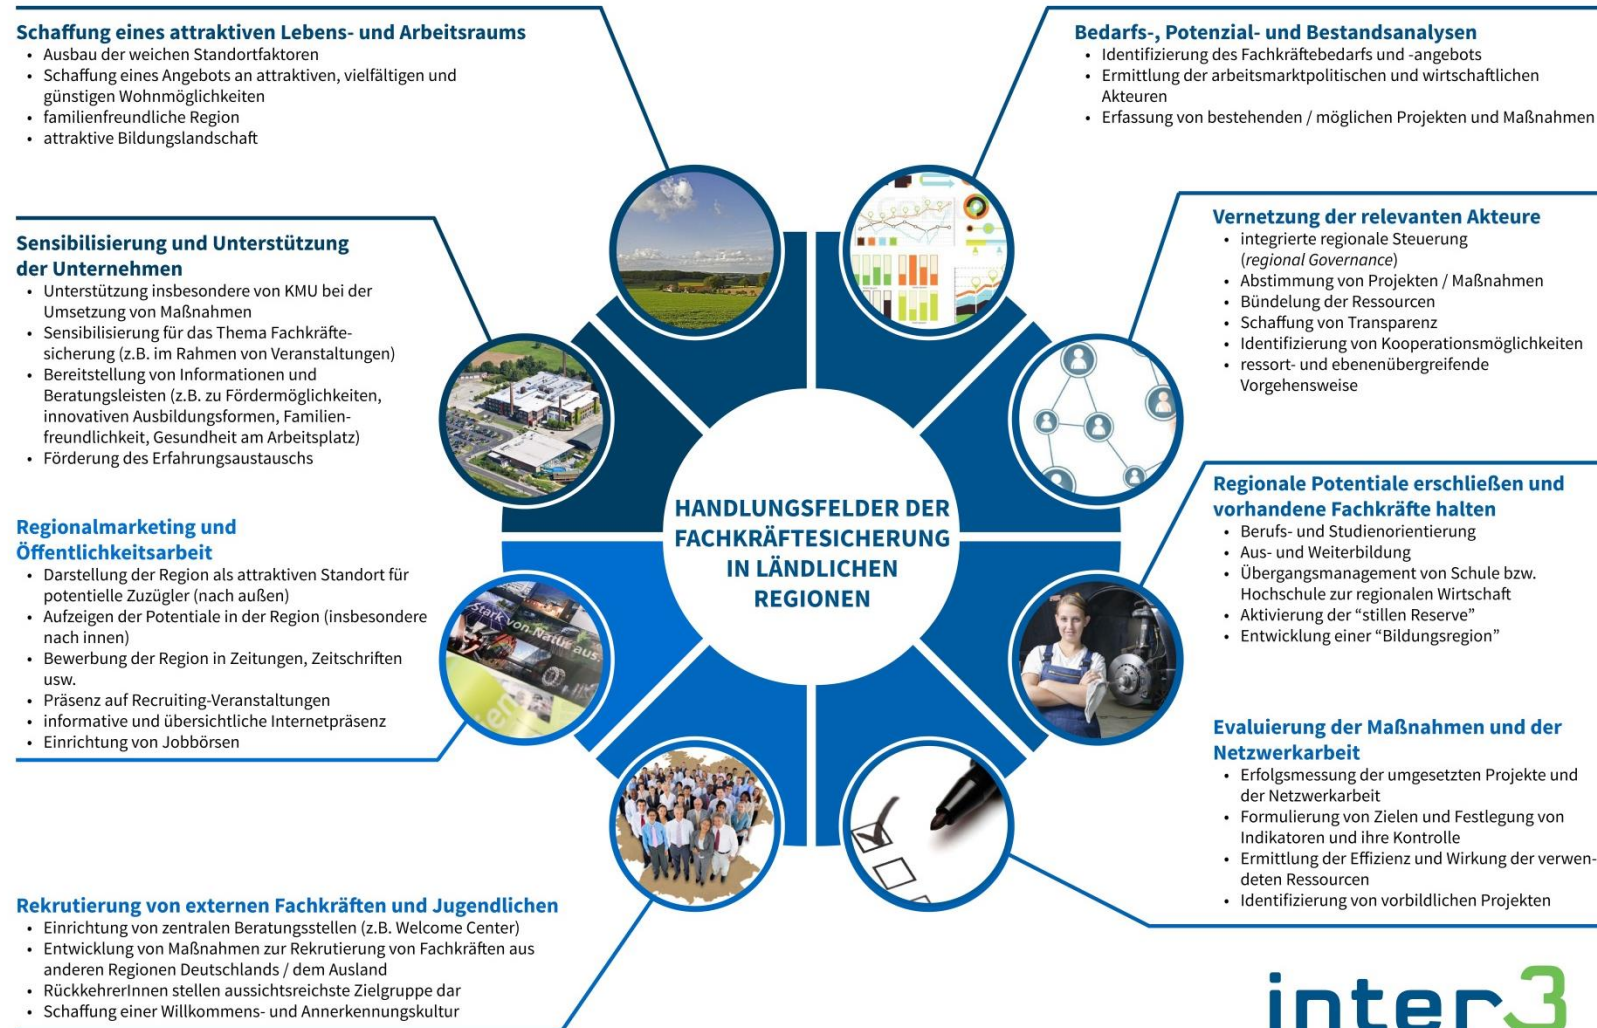 Schaffung eines attraktiven Lebens- und Arbeitsraums
• Ausbau der weichen Standortfaktoren
• Schaffung eines Angebots an attraktiven, vielfältigen und
günstigen Wohnmöglichkeiten
• familienfreundliche Region
• attraktive Bildungslandschaft
Sensibilisierung und Unterstützung
der Unternehmen
• Unterstützung insbesondere von KMU bei der
Umsetzung von Maßnahmen
• Sensibilisierung für das Thema Fachkräfte-
sicherung (z.B. im Rahmen von Veranstaltungen)
• Bereitstellung von Informationen und
Beratungsleisten (z.B. zu Fördermöglichkeiten,
innovativen Ausbildungsformen, Familien-
freundlichkeit, Gesundheit am Arbeitsplatz)
• Förderung des Erfahrungsaustauschs
Regionalmarketing und
Öffentlichkeitsarbeit
• Darstellung der Region als attraktiven Standort für
potentielle Zuzügler (nach außen)
• Aufzeigen der Potentiale in der Region (insbesondere
nach innen)
• Bewerbung der Region in Zeitungen, Zeitschriften
usw.
• Präsenz auf Recruiting-Veranstaltungen
• informative und übersichtliche Internetpräsenz
• Einrichtung von Jobbörsen
Rekrutierung von externen Fachkräften und Jugendlichen
• Einrichtung von zentralen Beratungsstellen (z.B. Welcome Center)
• Entwicklung von Maßnahmen zur Rekrutierung von Fachkräften aus
anderen Regionen Deutschlands / dem Ausland
• RückkehrerInnen stellen aussichtsreichste Zielgruppe dar
• Schaffung einer Willkommens- und Annerkennungskultur
HANDLUNGSFELDER DER
FACHKRÄFTESICHERUNG
IN LÄNDLICHEN
REGIONEN
Stark von Natur aus.
Bedarfs-, Potenzial- und Bestandsanalysen
• Identifizierung des Fachkräftebedarfs und -angebots
• Ermittlung der arbeitsmarktpolitischen und wirtschaftlichen
Akteuren
• Erfassung von bestehenden / möglichen Projekten und Maßnahmen
Vernetzung der relevanten Akteure
• integrierte regionale Steuerung
(regional Governance)
• Abstimmung von Projekten / Maßnahmen
• Bündelung der Ressourcen
• Schaffung von Transparenz
• Identifizierung von Kooperationsmöglichkeiten
• ressort- und ebenenübergreifende
Vorgehensweise
Regionale Potentiale erschließen und
vorhandene Fachkräfte halten
• Berufs- und Studienorientierung
• Aus- und Weiterbildung
• Übergangsmanagement von Schule bzw.
Hochschule zur regionalen Wirtschaft
• Aktivierung der “stillen Reserve”
• Entwicklung einer “Bildungsregion”
Evaluierung der Maßnahmen und der
Netzwerkarbeit
• Erfolgsmessung der umgesetzten Projekte und
der Netzwerkarbeit
• Formulierung von Zielen und Festlegung von
Indikatoren und ihre Kontrolle
• Ermittlung der Effizienz und Wirkung der verwen-
deten Ressourcen
• Identifizierung von vorbildlichen Projekten
inter3